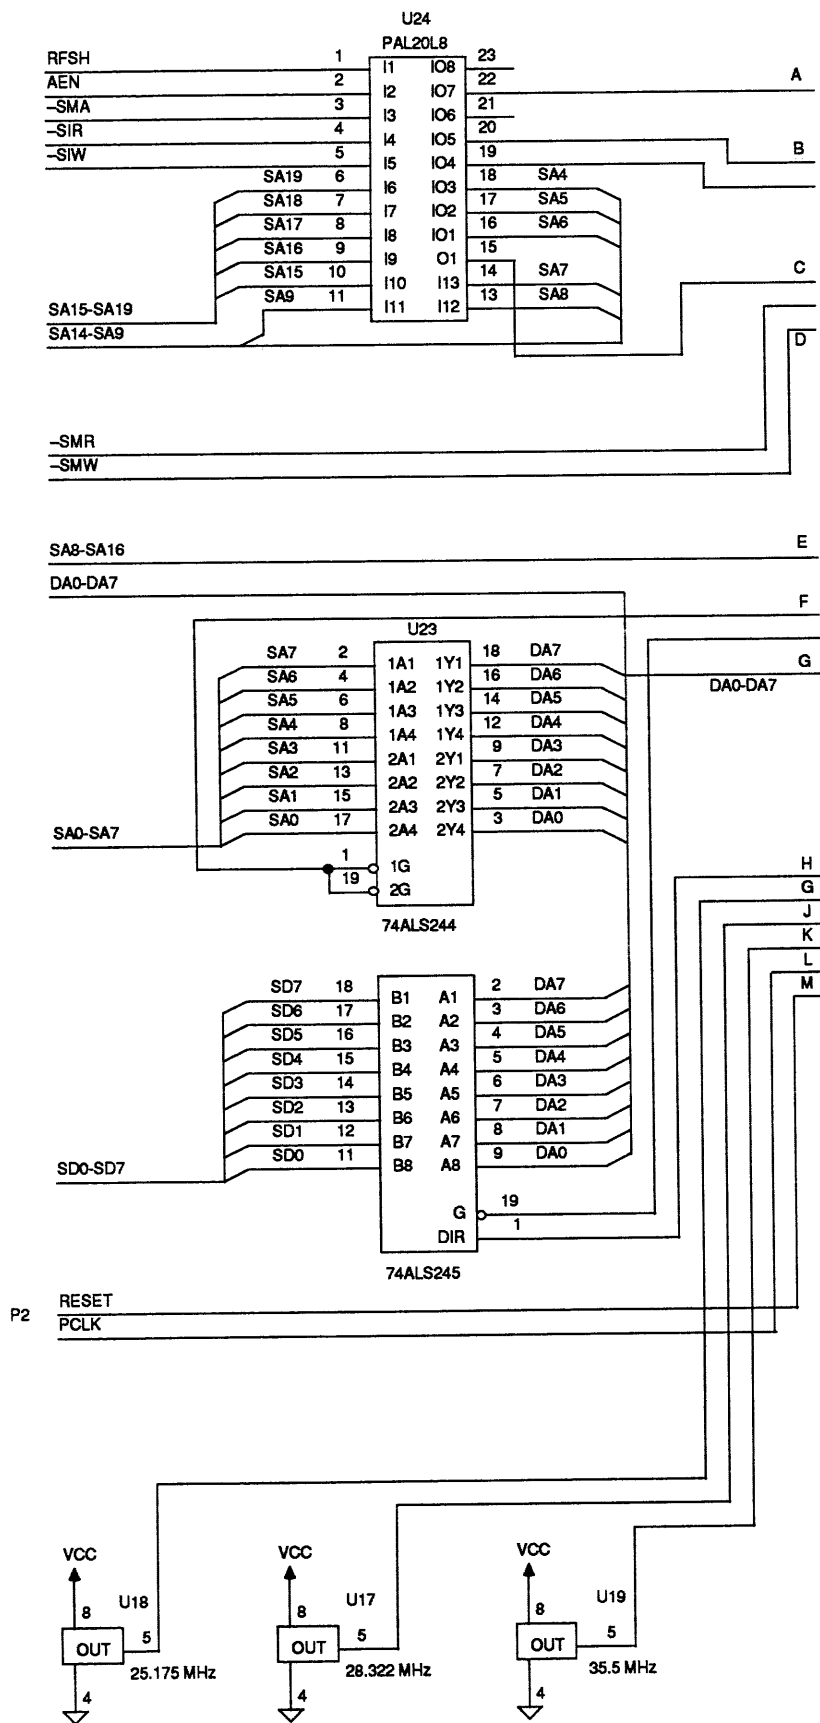 U24
PAL20L8
RFSH 1 I1 IO8 23
AEN 2 I2 IO7 22 A
–SMA 3 I3 IO6 21
–SIR 4 I4 IO5 20 B
–SIW 5 I5 IO4 19
SA19 6 I6 IO3 18 SA4
SA18 7 I7 IO2 17 SA5
SA17 8 I8 IO1 16 SA6
SA16 9 I9 O1 15
SA15 10 I10 I13 14 SA7 C
SA9 11 I11 I12 13 SA8
SA15-SA19
SA14-SA9 D
–SMR
–SMW
SA8-SA16 E
DA0-DA7 F
U23
SA7 2 1A1 1Y1 18 DA7 G
SA6 4 1A2 1Y2 16 DA6 DA0-DA7
SA5 6 1A3 1Y3 14 DA5
SA4 8 1A4 1Y4 12 DA4
SA3 11 2A1 2Y1 9 DA3
SA2 13 2A2 2Y2 7 DA2
SA1 15 2A3 2Y3 5 DA1
SA0 17 2A4 2Y4 3 DA0
SA0-SA7
1 1G H
19 2G G
74ALS244 J
K
L
M
SD7 18 B1 A1 2 DA7
SD6 17 B2 A2 3 DA6
SD5 16 B3 A3 4 DA5
SD4 15 B4 A4 5 DA4
SD3 14 B5 A5 6 DA3
SD2 13 B6 A6 7 DA2
SD1 12 B7 A7 8 DA1
SD0 11 B8 A8 9 DA0
SD0-SD7
G 19
DIR 1
74ALS245
P2 RESET
PCLK
VCC VCC VCC
8 U18 8 U17 8 U19
OUT 5 OUT 5 OUT 5
25.175 MHz 28.322 MHz 35.5 MHz
4 4 4